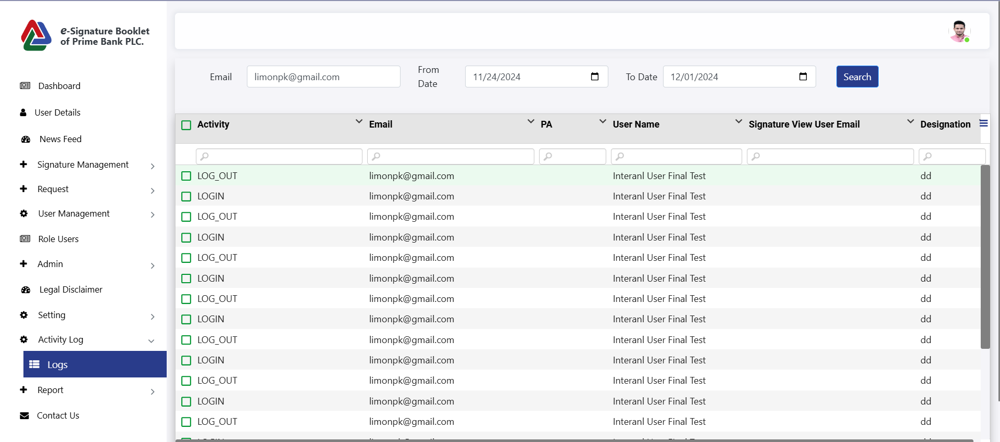 e-Signature Booklet
of Prime Bank PLC.
Dashboard
User Details
News Feed
Signature Management
Request
User Management
Role Users
Admin
Legal Disclaimer
Setting
Activity Log
Logs
Report
Contact Us
Email limonpk@gmail.com From Date 11/24/2024 To Date 12/01/2024 Search
Activity Email PA User Name Signature View User Email Designation
LOG_OUT limonpk@gmail.com Interanl User Final Test dd
LOGIN limonpk@gmail.com Interanl User Final Test dd
LOG_OUT limonpk@gmail.com Interanl User Final Test dd
LOGIN limonpk@gmail.com Interanl User Final Test dd
LOG_OUT limonpk@gmail.com Interanl User Final Test dd
LOGIN limonpk@gmail.com Interanl User Final Test dd
LOG_OUT limonpk@gmail.com Interanl User Final Test dd
LOGIN limonpk@gmail.com Interanl User Final Test dd
LOG_OUT limonpk@gmail.com Interanl User Final Test dd
LOGIN limonpk@gmail.com Interanl User Final Test dd
LOG_OUT limonpk@gmail.com Interanl User Final Test dd
LOGIN limonpk@gmail.com Interanl User Final Test dd
LOG_OUT limonpk@gmail.com Interanl User Final Test dd